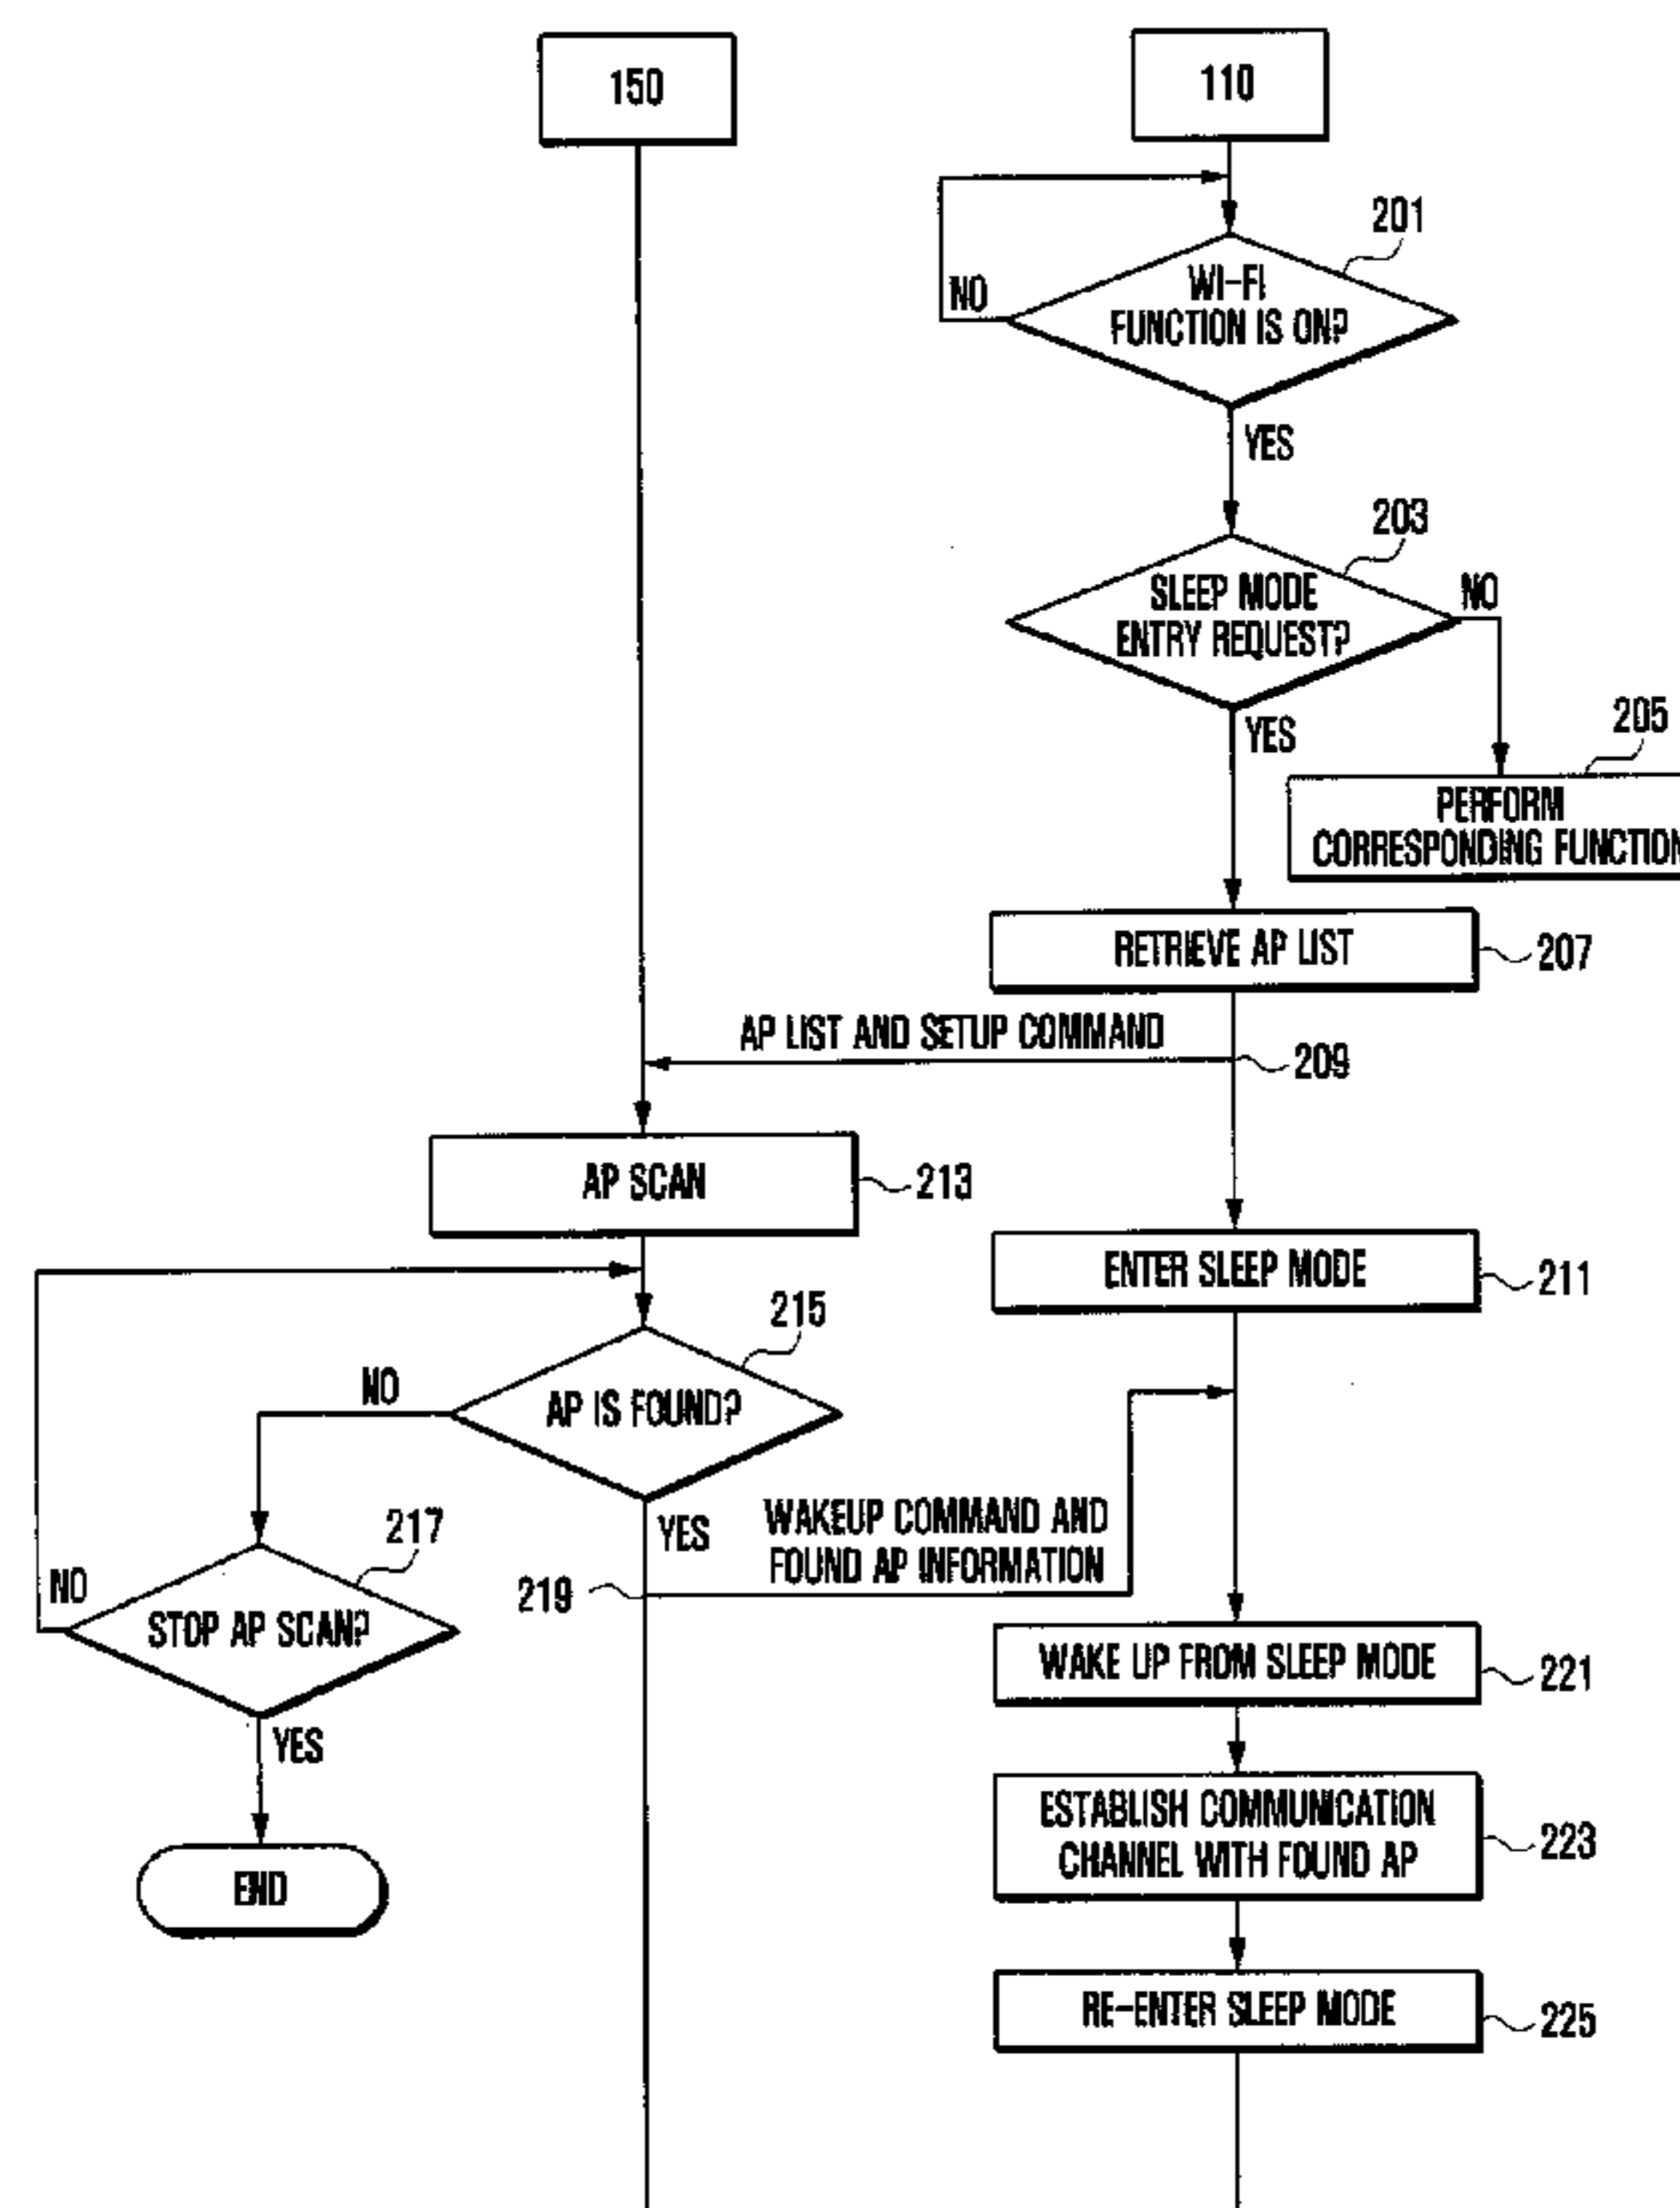 150
110
201
WI-FI
FUNCTION IS ON?
NO
YES
203
SLEEP MODE
ENTRY REQUEST?
NO
YES
205
PERFORM
CORRESPONDING FUNCTION
RETRIEVE AP LIST
207
AP LIST AND SETUP COMMAND
209
AP SCAN
213
ENTER SLEEP MODE
211
215
AP IS FOUND?
NO
YES
WAKEUP COMMAND AND
FOUND AP INFORMATION
219
217
STOP AP SCAN?
NO
YES
END
WAKE UP FROM SLEEP MODE
221
ESTABLISH COMMUNICATION
CHANNEL WITH FOUND AP
223
RE-ENTER SLEEP MODE
225